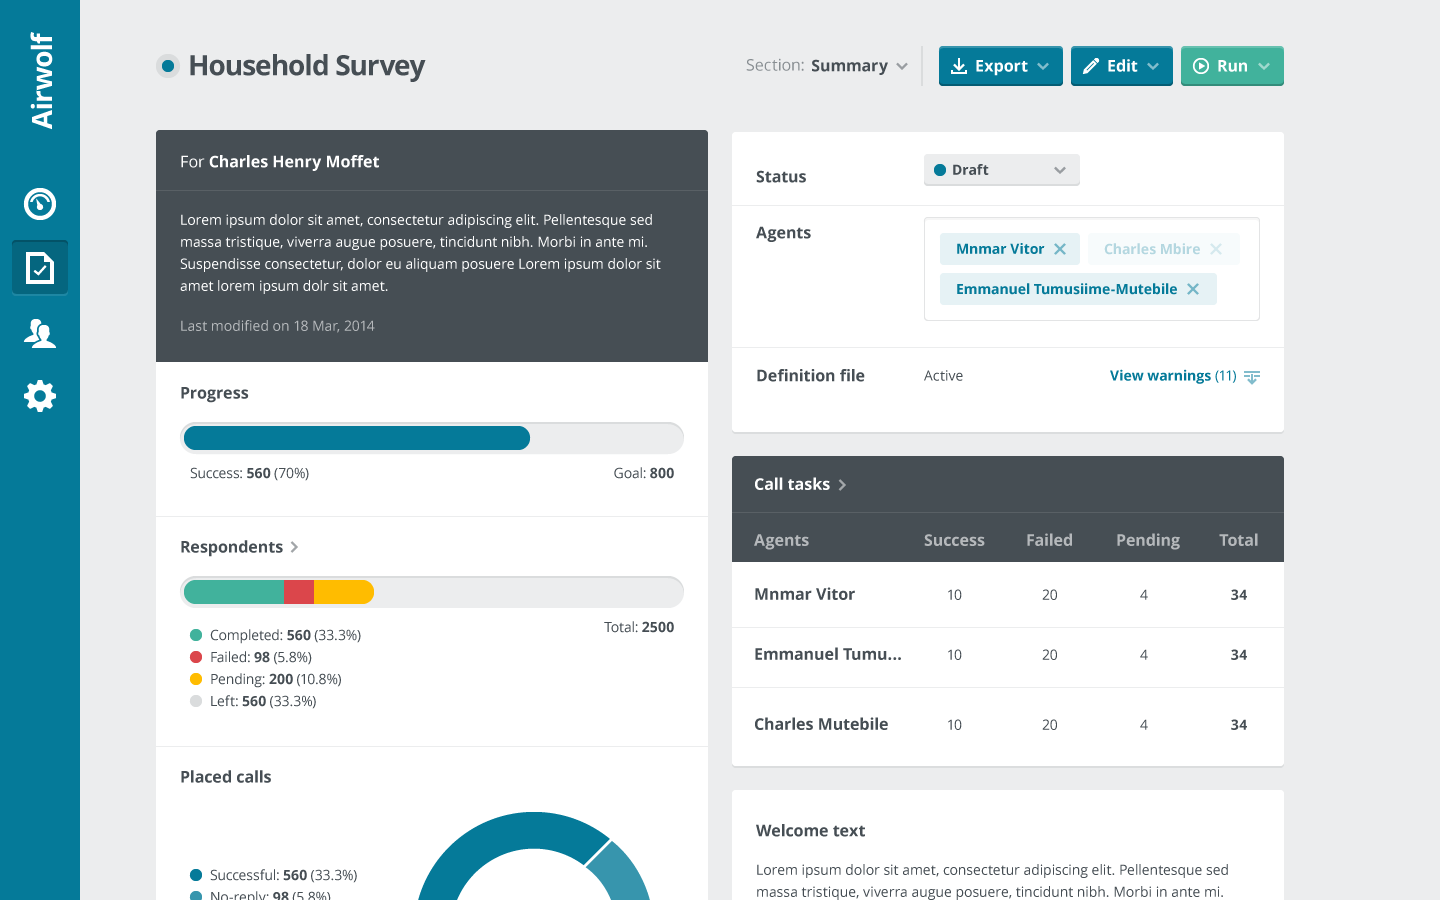 Airwolf
Household Survey
Section: Summary
Export
Edit
Run
For Charles Henry Moffet
Lorem ipsum dolor sit amet, consectetur adipiscing elit. Pellentesque sed
massa tristique, viverra augue posuere, tincidunt nibh. Morbi in ante mi.
Suspendisse consectetur, dolor eu aliquam posuere Lorem ipsum dolor sit
amet lorem ipsum dolr sit amet.
Last modified on 18 Mar, 2014
Progress
Success: 560 (70%)
Goal: 800
Respondents
Total: 2500
Completed: 560 (33.3%)
Failed: 98 (5.8%)
Pending: 200 (10.8%)
Left: 560 (33.3%)
Placed calls
Successful: 560 (33.3%)
No-reply: 98 (5.8%)
Status
Draft
Agents
Mnmar Vitor
Charles Mbire
Emmanuel Tumusiime-Mutebile
Definition file
Active
View warnings (11)
Call tasks
Agents Success Failed Pending Total
Mnmar Vitor 10 20 4 34
Emmanuel Tumu... 10 20 4 34
Charles Mutebile 10 20 4 34
Welcome text
Lorem ipsum dolor sit amet, consectetur adipiscing elit. Pellentesque sed
massa tristique, viverra augue posuere, tincidunt nibh. Morbi in ante mi.